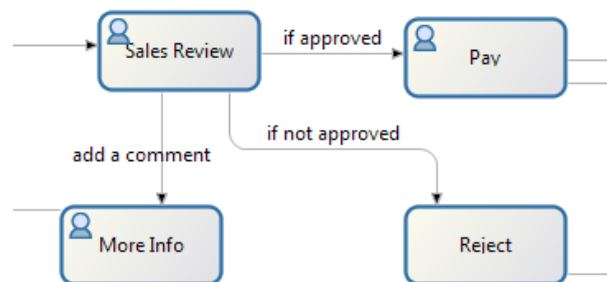 Sales Review
if approved
Pay
if not approved
add a comment
More Info
Reject